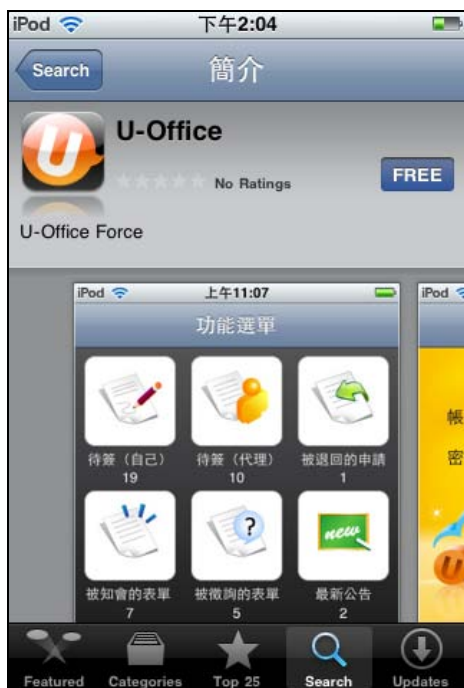 iPod 下午2:04
Search 簡介
U-Office
No Ratings FREE
U-Office Force
iPod 上午11:07 iPod
功能選單
待簽（自己） 待簽（代理） 被退回的申請
19 10 1
帳
密
被知會的表單 被徵詢的表單 最新公告
7 5 2
new
Featured Categories Top 25 Search Updates